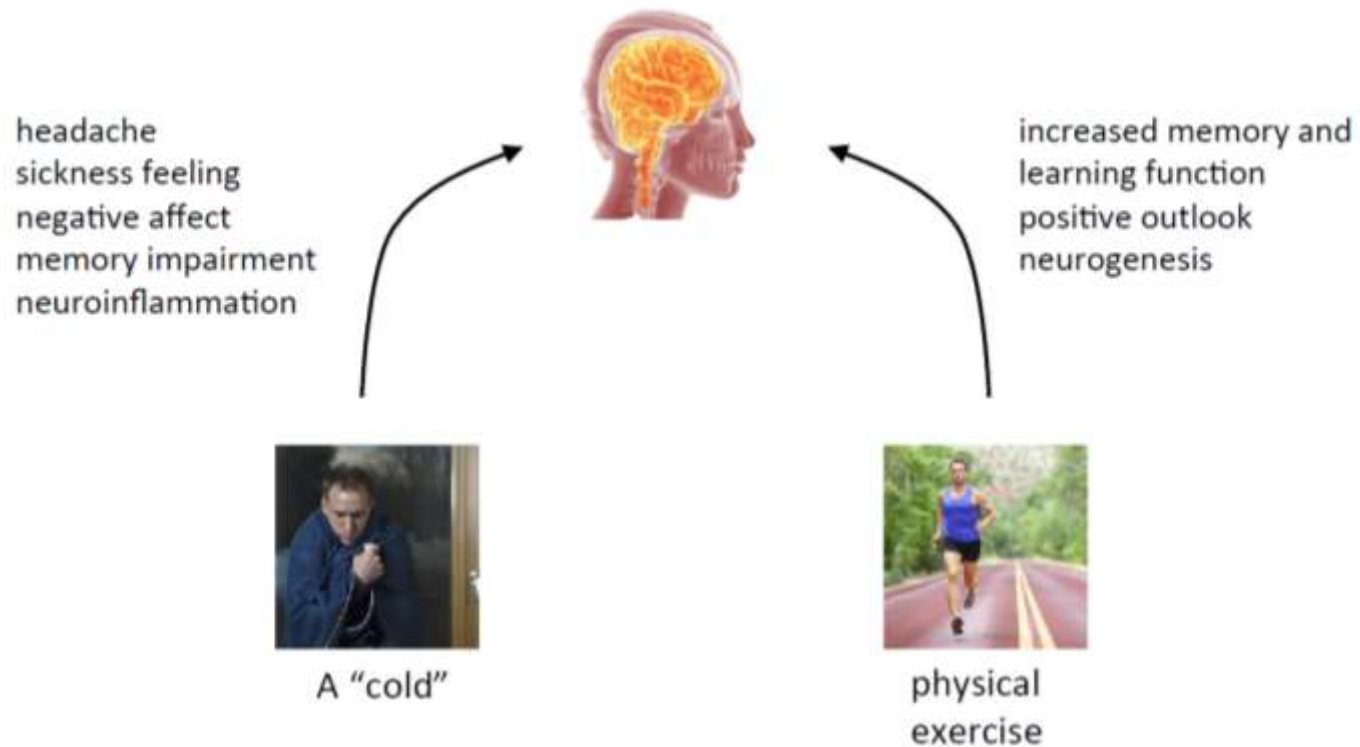 headache
sickness feeling
negative affect
memory impairment
neuroinflammation
increased memory and
learning function
positive outlook
neurogenesis
A “cold”
physical
exercise